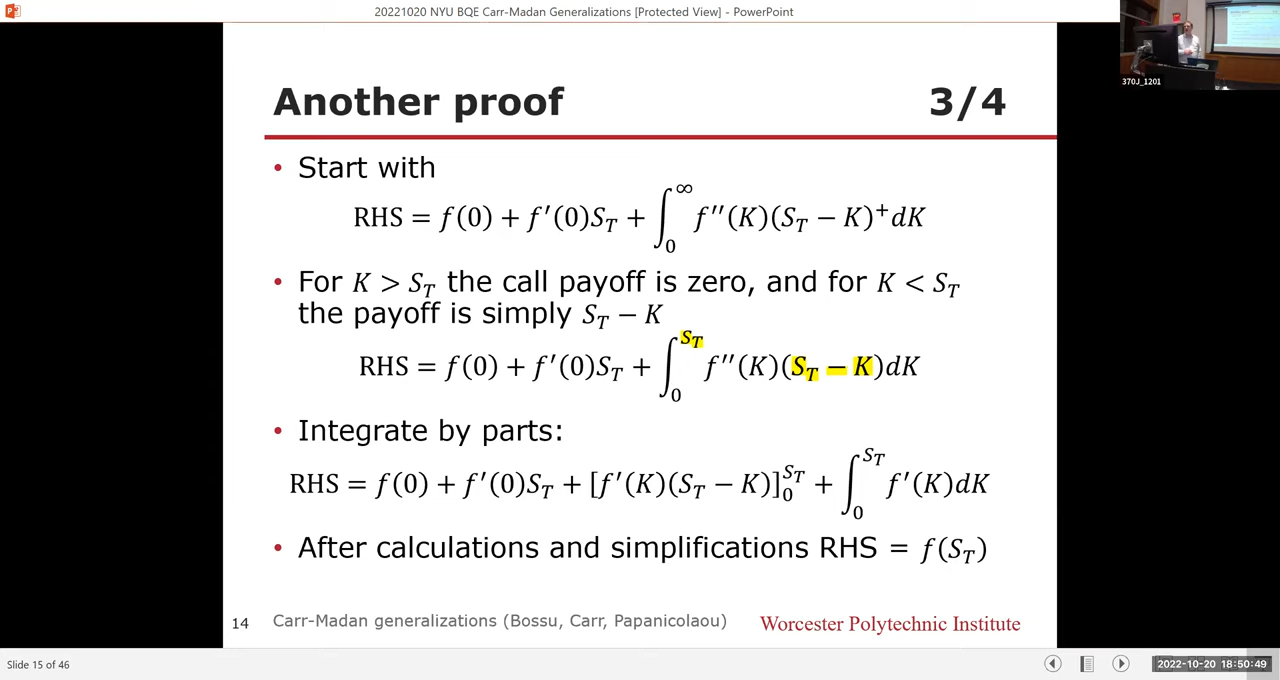 20221020 NYU BQE Carr-Madan Generalizations [Protected View] - PowerPoint
370J_1201
Another proof 3/4
• Start with
RHS = f(0) + f′(0)S_T + ∫_0^∞ f″(K)(S_T − K)^+ dK
• For K > S_T the call payoff is zero, and for K < S_T
the payoff is simply S_T − K
RHS = f(0) + f′(0)S_T + ∫_0^{S_T} f″(K)(S_T − K)dK
• Integrate by parts:
RHS = f(0) + f′(0)S_T + [f′(K)(S_T − K)]_0^{S_T} + ∫_0^{S_T} f′(K)dK
• After calculations and simplifications RHS = f(S_T)
14 Carr-Madan generalizations (Bossu, Carr, Papanicolaou) Worcester Polytechnic Institute
Slide 15 of 46
2022-10-20 18:50:49